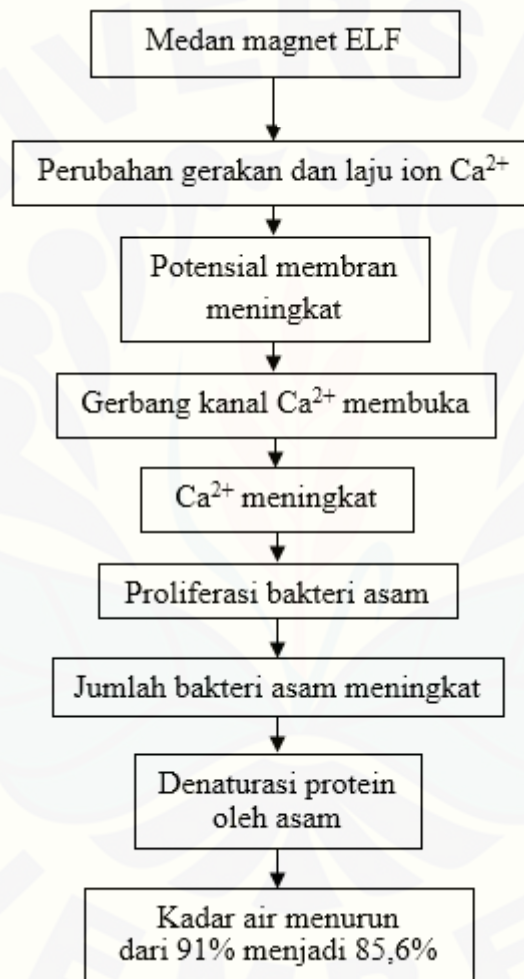 Medan magnet ELF
Perubahan gerakan dan laju ion Ca²⁺
Potensial membran
meningkat
Gerbang kanal Ca²⁺ membuka
Ca²⁺ meningkat
Proliferasi bakteri asam
Jumlah bakteri asam meningkat
Denaturasi protein
oleh asam
Kadar air menurun
dari 91% menjadi 85,6%